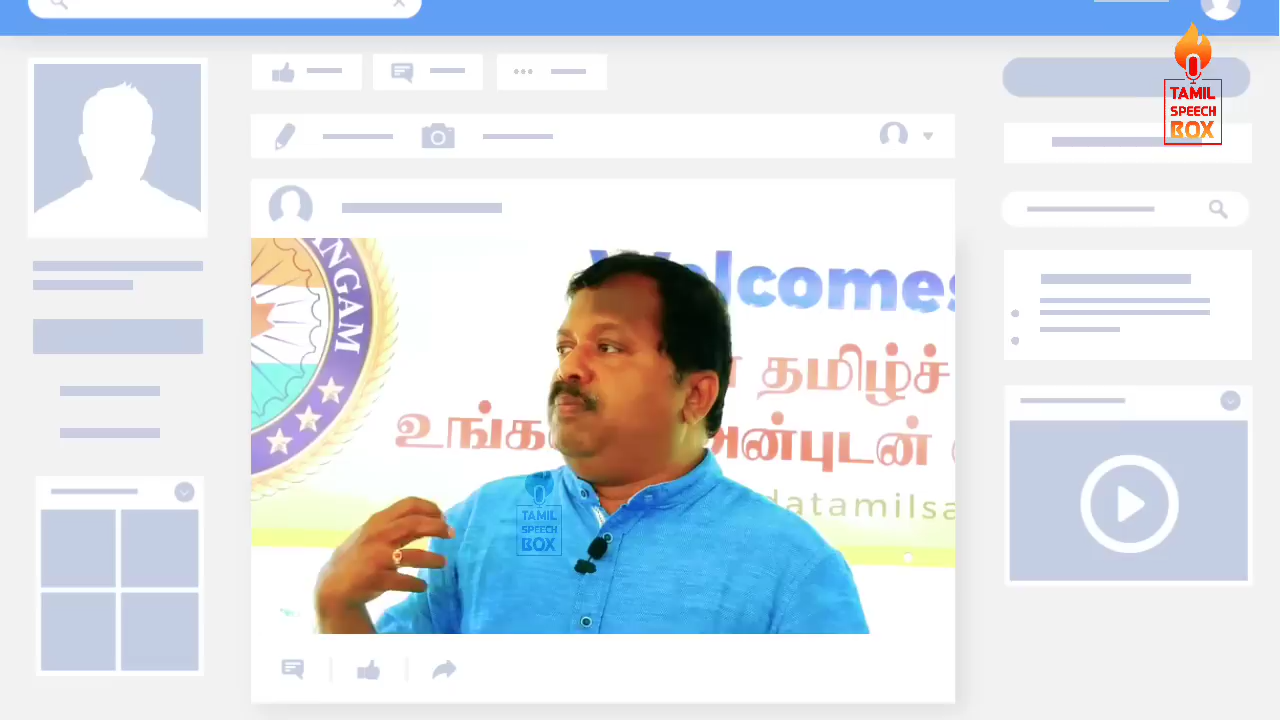 TAMIL
SPEECH
BOX
NGAM
Welcomes
தமிழ்ச்
உங்க
அன்புடன்
datamilsa
TAMIL
SPEECH
BOX